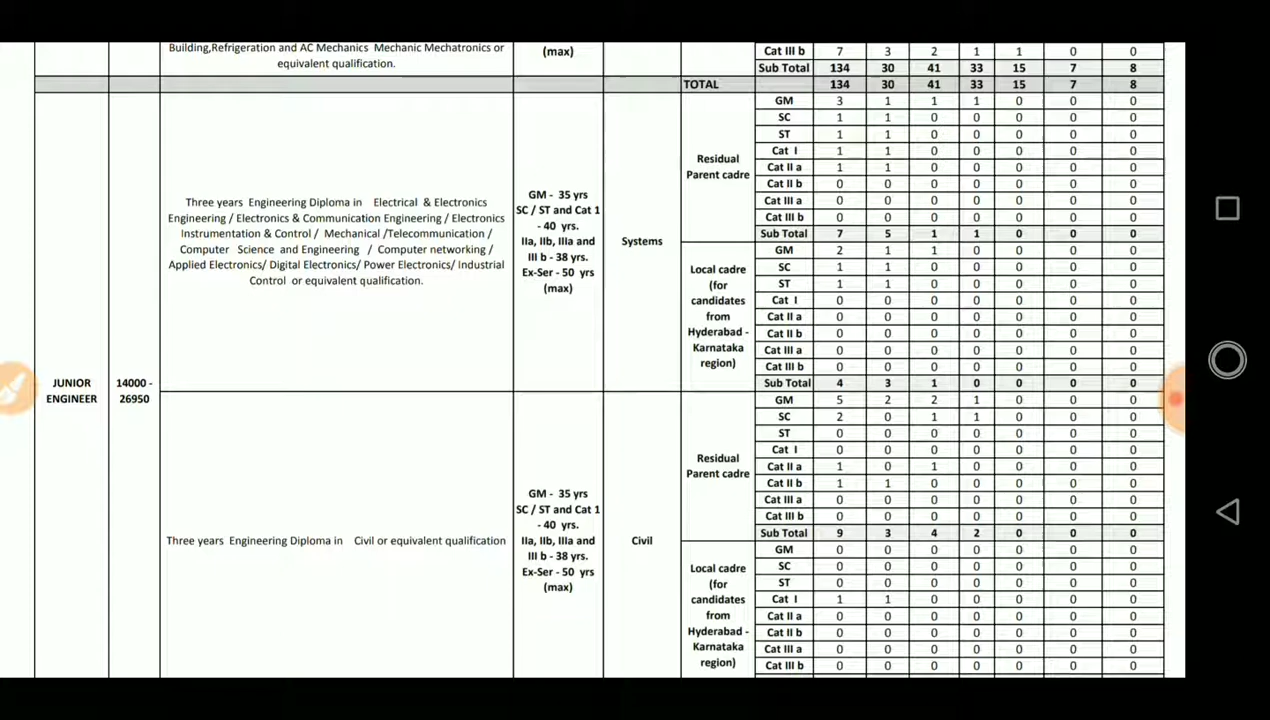 Building,Refrigeration and AC Mechanics Mechanic Mechatronics or
equivalent qualification.
(max)
Cat III b 7 3 2 1 1 0 0
Sub Total 134 30 41 33 15 7 8
TOTAL 134 30 41 33 15 7 8
JUNIOR
ENGINEER
14000 -
26950
Three years Engineering Diploma in Electrical & Electronics
Engineering / Electronics & Communication Engineering / Electronics
Instrumentation & Control / Mechanical /Telecommunication /
Computer Science and Engineering / Computer networking /
Applied Electronics/ Digital Electronics/ Power Electronics/ Industrial
Control or equivalent qualification.
GM - 35 yrs
SC / ST and Cat 1
- 40 yrs.
IIa, IIb, IIIa and
III b - 38 yrs.
Ex-Ser - 50 yrs
(max)
Systems
Residual
Parent cadre
GM 3 1 1 1 0 0 0
SC 1 1 0 0 0 0 0
ST 1 1 0 0 0 0 0
Cat I 1 1 0 0 0 0 0
Cat II a 1 1 0 0 0 0 0
Cat II b 0 0 0 0 0 0 0
Cat III a 0 0 0 0 0 0 0
Cat III b 0 0 0 0 0 0 0
Sub Total 7 5 1 1 0 0 0
Local cadre
(for
candidates
from
Hyderabad -
Karnataka
region)
GM 2 1 1 0 0 0 0
SC 1 1 0 0 0 0 0
ST 1 1 0 0 0 0 0
Cat I 0 0 0 0 0 0 0
Cat II a 0 0 0 0 0 0 0
Cat II b 0 0 0 0 0 0 0
Cat III a 0 0 0 0 0 0 0
Cat III b 0 0 0 0 0 0 0
Sub Total 4 3 1 0 0 0 0
Three years Engineering Diploma in Civil or equivalent qualification
GM - 35 yrs
SC / ST and Cat 1
- 40 yrs.
IIa, IIb, IIIa and
III b - 38 yrs.
Ex-Ser - 50 yrs
(max)
Civil
Residual
Parent cadre
GM 5 2 2 1 0 0 0
SC 2 0 1 1 0 0 0
ST 0 0 0 0 0 0 0
Cat I 0 0 0 0 0 0 0
Cat II a 1 0 1 0 0 0 0
Cat II b 1 1 0 0 0 0 0
Cat III a 0 0 0 0 0 0 0
Cat III b 0 0 0 0 0 0 0
Sub Total 9 3 4 2 0 0 0
Local cadre
(for
candidates
from
Hyderabad -
Karnataka
region)
GM 0 0 0 0 0 0 0
SC 0 0 0 0 0 0 0
ST 0 0 0 0 0 0 0
Cat I 1 1 0 0 0 0 0
Cat II a 0 0 0 0 0 0 0
Cat II b 0 0 0 0 0 0 0
Cat III a 0 0 0 0 0 0 0
Cat III b 0 0 0 0 0 0 0